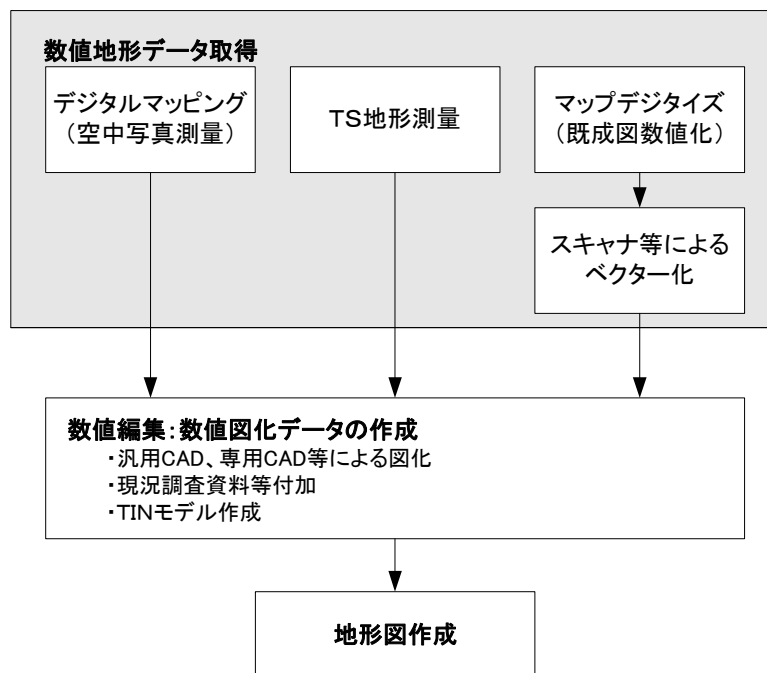 数値地形データ取得
デジタルマッピング
（空中写真測量）
TS地形測量
マップデジタイズ
（既成図数値化）
スキャナ等による
ベクター化
数値編集：数値図化データの作成
・汎用CAD、専用CAD等による図化
・現況調査資料等付加
・TINモデル作成
地形図作成